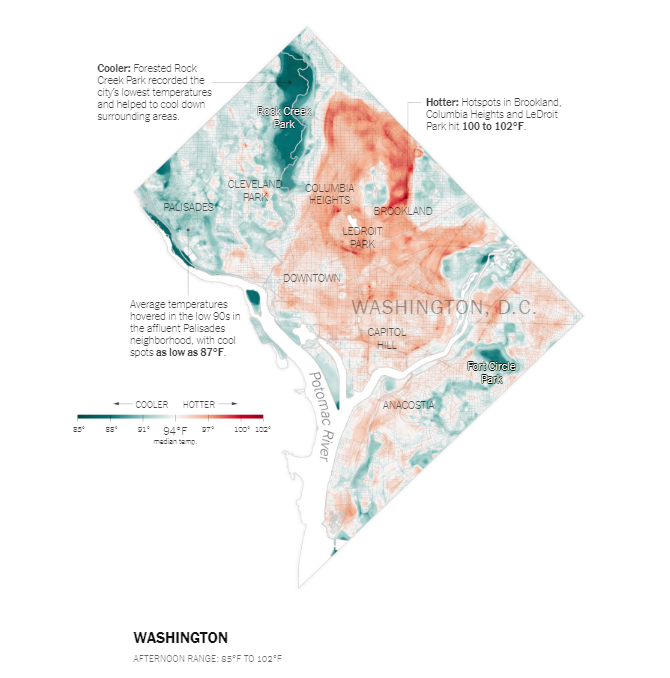 Cooler: Forested Rock
Creek Park recorded the
city's lowest temperatures
and helped to cool down
surrounding areas.
Rock Creek
Park
Hotter: Hotspots in Brookland,
Columbia Heights and LeDroit
Park hit 100 to 102°F.
CLEVELAND
PARK
COLUMBIA
HEIGHTS
PALISADES
BROOKLAND
LEDROIT
PARK
DOWNTOWN
Average temperatures
hovered in the low 90s in
the affluent Palisades
neighborhood, with cool
spots as low as 87°F.
WASHINGTON, D.C.
CAPITOL
HILL
Fort Circle
Park
Potomac River
ANACOSTIA
COOLER HOTTER
85° 88° 91° 94°F 97° 100° 102°
median temp.
WASHINGTON
AFTERNOON RANGE: 85°F TO 102°F